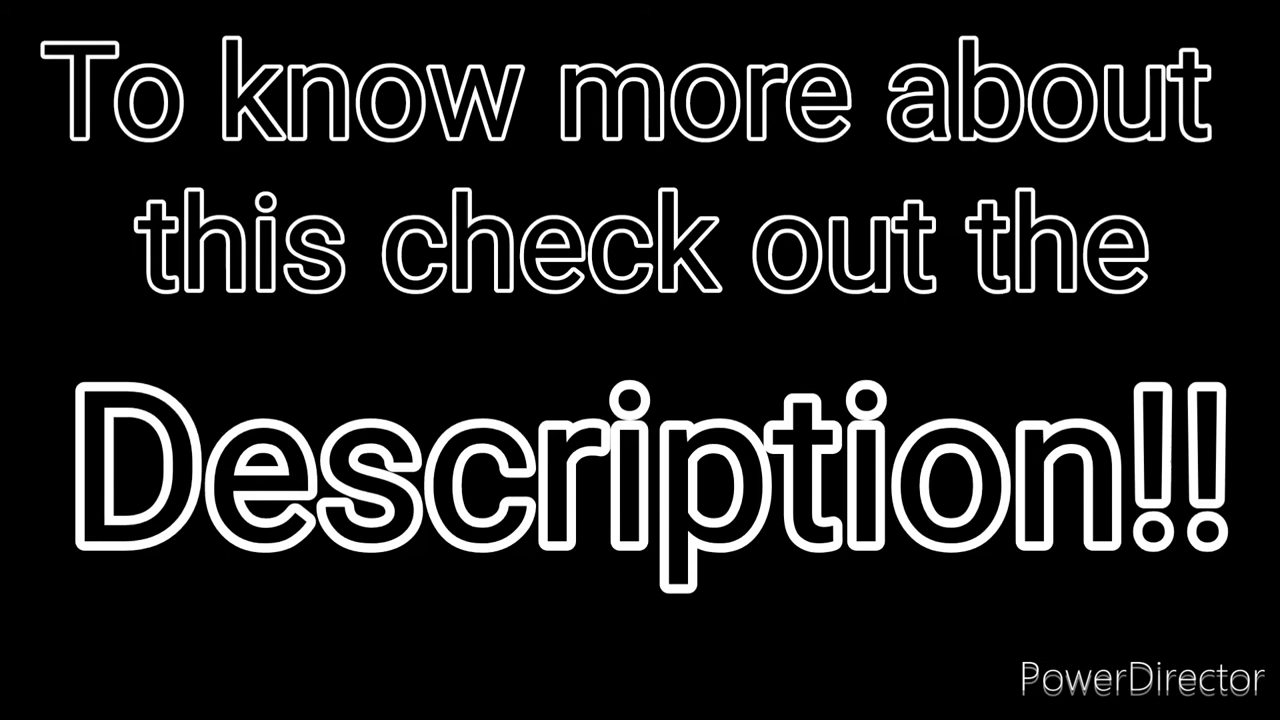 To know more about
this check out the
Description!!
PowerDirector